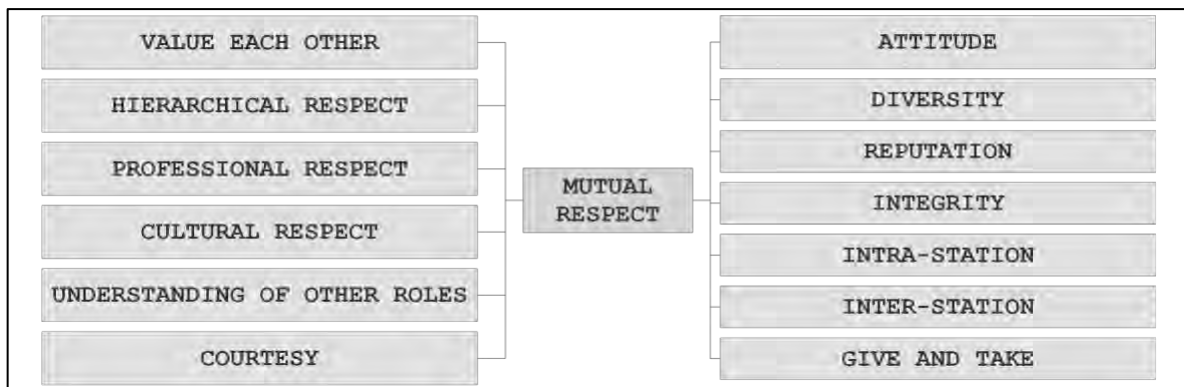 VALUE EACH OTHER
HIERARCHICAL RESPECT
PROFESSIONAL RESPECT
CULTURAL RESPECT
UNDERSTANDING OF OTHER ROLES
COURTESY
MUTUAL
RESPECT
ATTITUDE
DIVERSITY
REPUTATION
INTEGRITY
INTRA-STATION
INTER-STATION
GIVE AND TAKE